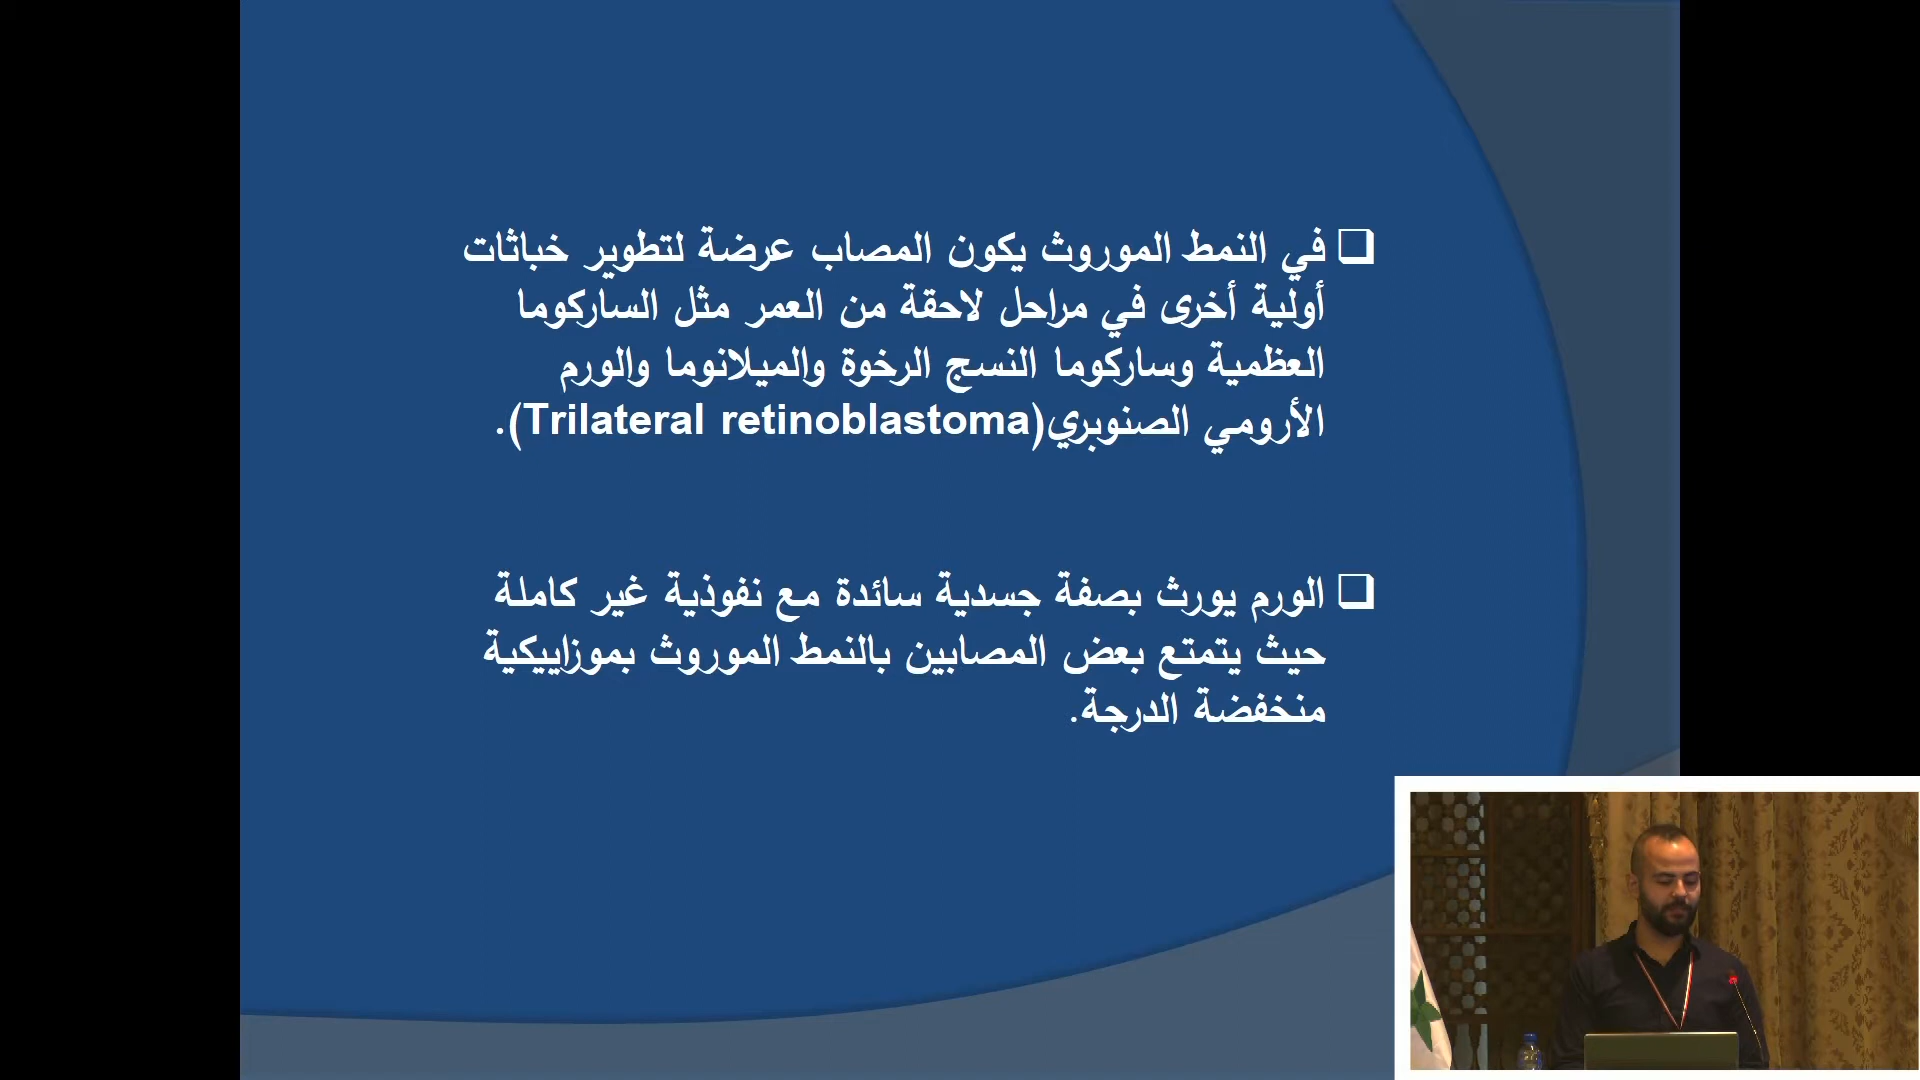 ❑ في النمط الموروث يكون المصاب عرضة لتطوير خباثات
أولية أخرى في مراحل لاحقة من العمر مثل الساركوما
العظمية وساركوما النسج الرخوة والميلانوما والورم
الأرومي الصنوبري(Trilateral retinoblastoma).
❑ الورم يورث بصفة جسدية سائدة مع نفوذية غير كاملة
حيث يتمتع بعض المصابين بالنمط الموروث بموزاييكية
منخفضة الدرجة.